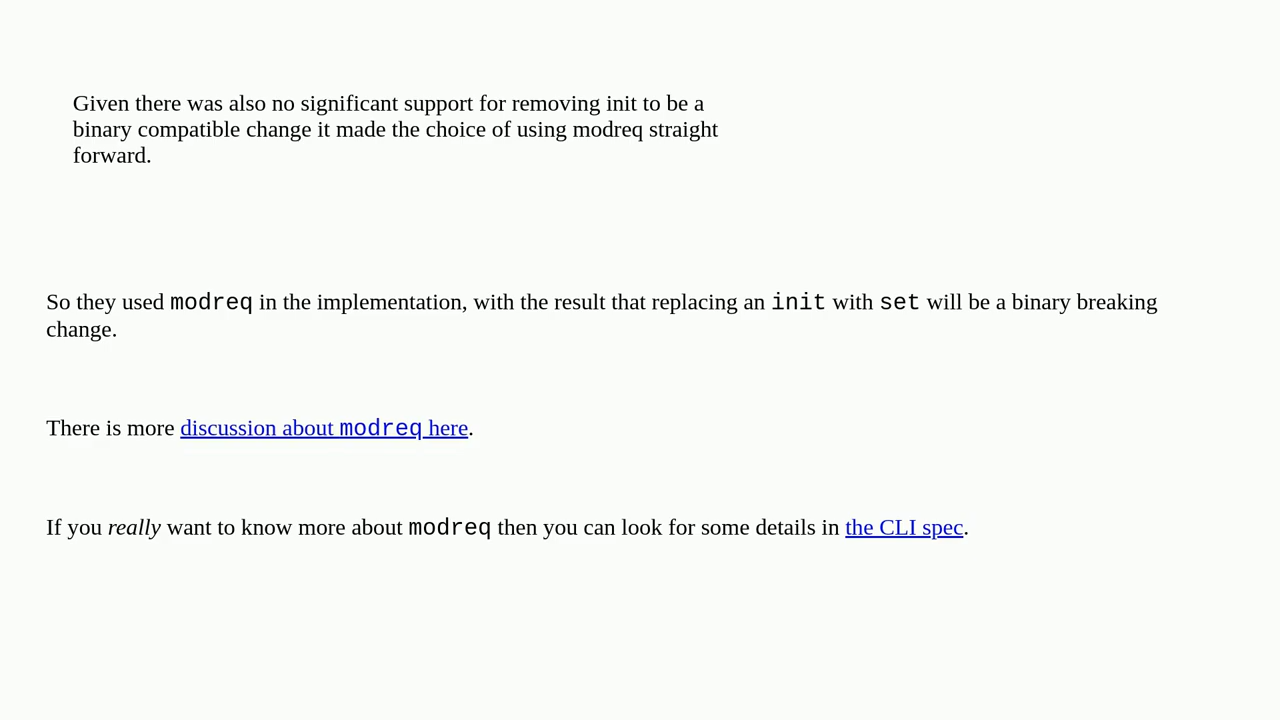 Given there was also no significant support for removing init to be a
binary compatible change it made the choice of using modreq straight
forward.
So they used modreq in the implementation, with the result that replacing an init with set will be a binary breaking
change.
There is more discussion about modreq here.
If you really want to know more about modreq then you can look for some details in the CLI spec.